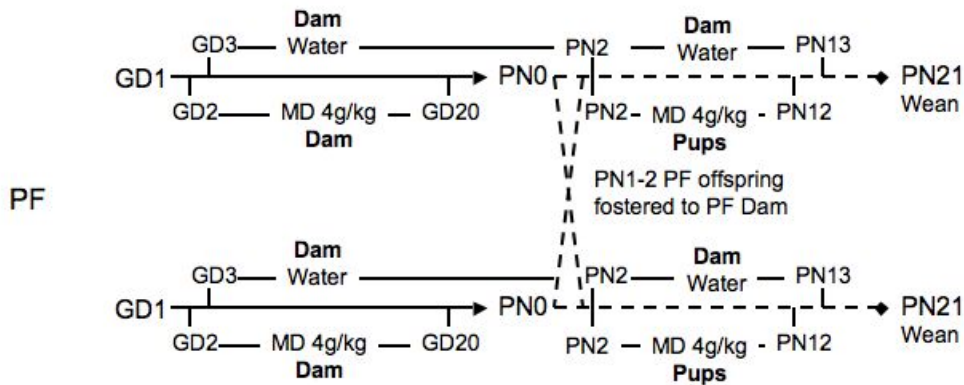 Dam
GD3 Water PN2
Dam
Water PN13
GD1 PN0 PN21
Wean
GD2 MD 4g/kg GD20
Dam
PN2 MD 4g/kg PN12
Pups
PF
PN1-2 PF offspring
fostered to PF Dam
Dam
GD3 Water
Dam
PN2 Water PN13
GD1 PN0 PN21
Wean
GD2 MD 4g/kg GD20
Dam
PN2 MD 4g/kg PN12
Pups